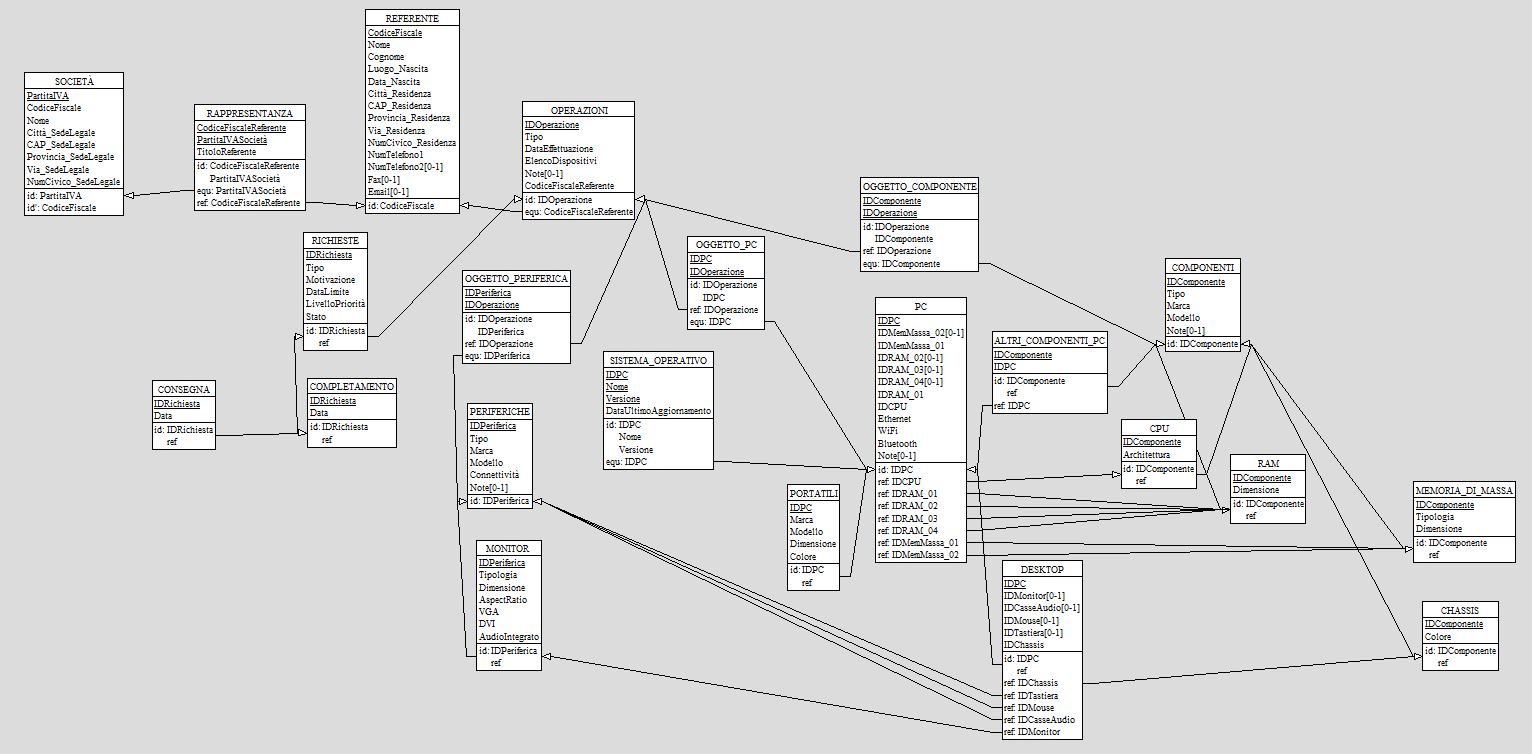 SOCIETÀ
PartitaIVA
CodiceFiscale
Nome
Città_SedeLegale
CAP_SedeLegale
Provincia_SedeLegale
Via_SedeLegale
NumCivico_SedeLegale
id: PartitaIVA
id': CodiceFiscale
RAPPRESENTANZA
CodiceFiscaleReferente
PartitaIVASocietà
TitoloReferente
id: CodiceFiscaleReferente
PartitaIVASocietà
equ: PartitaIVASocietà
ref: CodiceFiscaleReferente
REFERENTE
CodiceFiscale
Nome
Cognome
Luogo_Nascita
Data_Nascita
Città_Residenza
CAP_Residenza
Provincia_Residenza
Via_Residenza
NumCivico_Residenza
NumTelefono1
NumTelefono2[0-1]
Fax[0-1]
Email[0-1]
id: CodiceFiscale
OPERAZIONI
IDOperazione
Tipo
DataEffettuazione
ElencoDispositivi
Note[0-1]
CodiceFiscaleReferente
id: IDOperazione
equ: CodiceFiscaleReferente
RICHIESTE
IDRichiesta
Tipo
Motivazione
DataLimite
LivelloPriorità
Stato
id: IDRichiesta
ref
CONSEGNA
IDRichiesta
Data
id: IDRichiesta
ref
COMPLETAMENTO
IDRichiesta
Data
id: IDRichiesta
ref
OGGETTO_PERIFERICA
IDPeriferica
IDOperazione
id: IDOperazione
IDPeriferica
ref: IDOperazione
equ: IDPeriferica
OGGETTO_PC
IDPC
IDOperazione
id: IDOperazione
IDPC
ref: IDOperazione
equ: IDPC
OGGETTO_COMPONENTE
IDComponente
IDOperazione
id: IDOperazione
IDComponente
ref: IDOperazione
equ: IDComponente
COMPONENTI
IDComponente
Tipo
Marca
Modello
Note[0-1]
id: IDComponente
PC
IDPC
IDMemMassa_02[0-1]
IDMemMassa_01
IDRAM_02[0-1]
IDRAM_03[0-1]
IDRAM_04[0-1]
IDRAM_01
IDCPU
Ethernet
WiFi
Bluetooth
Note[0-1]
id: IDPC
ref: IDCPU
ref: IDRAM_01
ref: IDRAM_02
ref: IDRAM_03
ref: IDRAM_04
ref: IDMemMassa_01
ref: IDMemMassa_02
ALTRI_COMPONENTI_PC
IDComponente
IDPC
id: IDComponente
ref
ref: IDPC
SISTEMA_OPERATIVO
IDPC
Nome
Versione
DataUltimoAggiornamento
id: IDPC
Nome
Versione
equ: IDPC
PERIFERICHE
IDPeriferica
Tipo
Marca
Modello
Connettività
Note[0-1]
id: IDPeriferica
CPU
IDComponente
Architettura
id: IDComponente
ref
RAM
IDComponente
Dimensione
id: IDComponente
ref
MEMORIA_DI_MASSA
IDComponente
Tipologia
Dimensione
id: IDComponente
ref
PORTATILI
IDPC
Marca
Modello
Dimensione
Colore
id: IDPC
ref
MONITOR
IDPeriferica
Tipologia
Dimensione
AspectRatio
VGA
DVI
AudioIntegrato
id: IDPeriferica
ref
DESKTOP
IDPC
IDMonitor[0-1]
IDCasseAudio[0-1]
IDMouse[0-1]
IDTastiera[0-1]
IDChassis
id: IDPC
ref
ref: IDChassis
ref: IDTastiera
ref: IDMouse
ref: IDCasseAudio
ref: IDMonitor
CHASSIS
IDComponente
Colore
id: IDComponente
ref